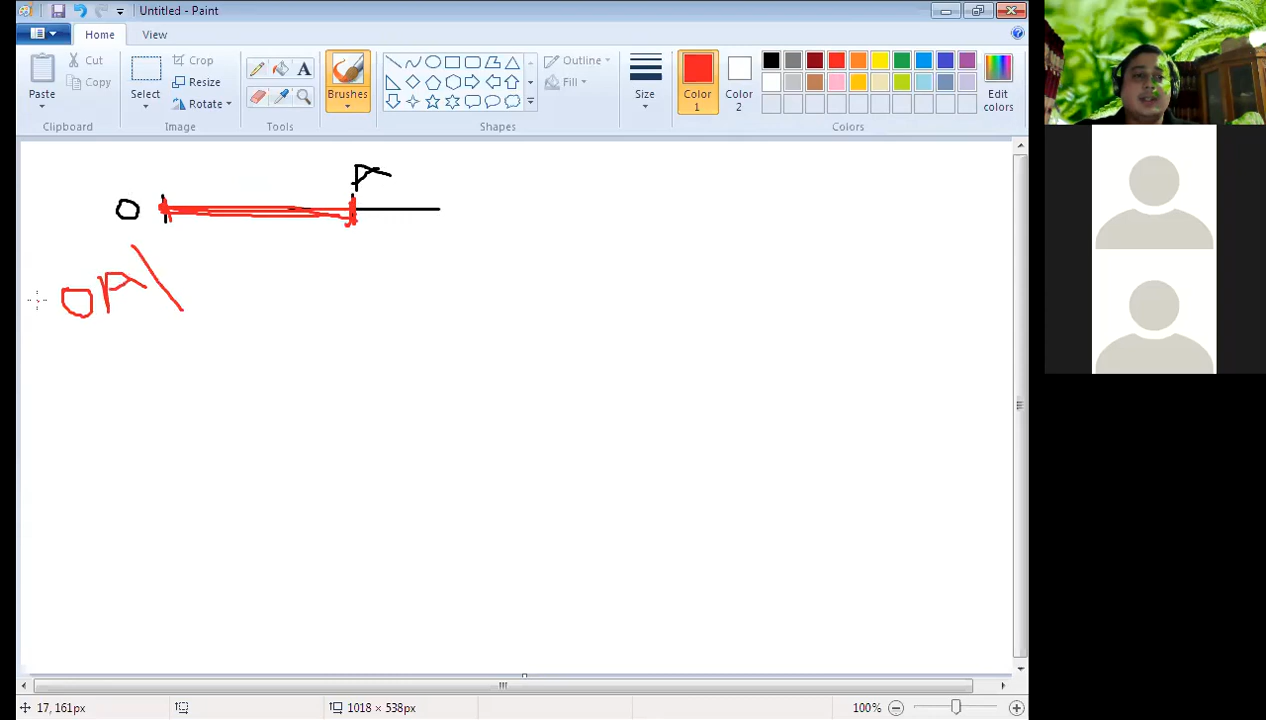 Untitled - Paint
Home View
Paste
Cut
Copy
Clipboard
Select
Crop
Resize
Rotate
Image
A
Tools
Brushes
Outline
Fill
Shapes
Size
Color 1
Color 2
Edit colors
Colors
P
O
OP
17, 161px
1018 × 538px
100%